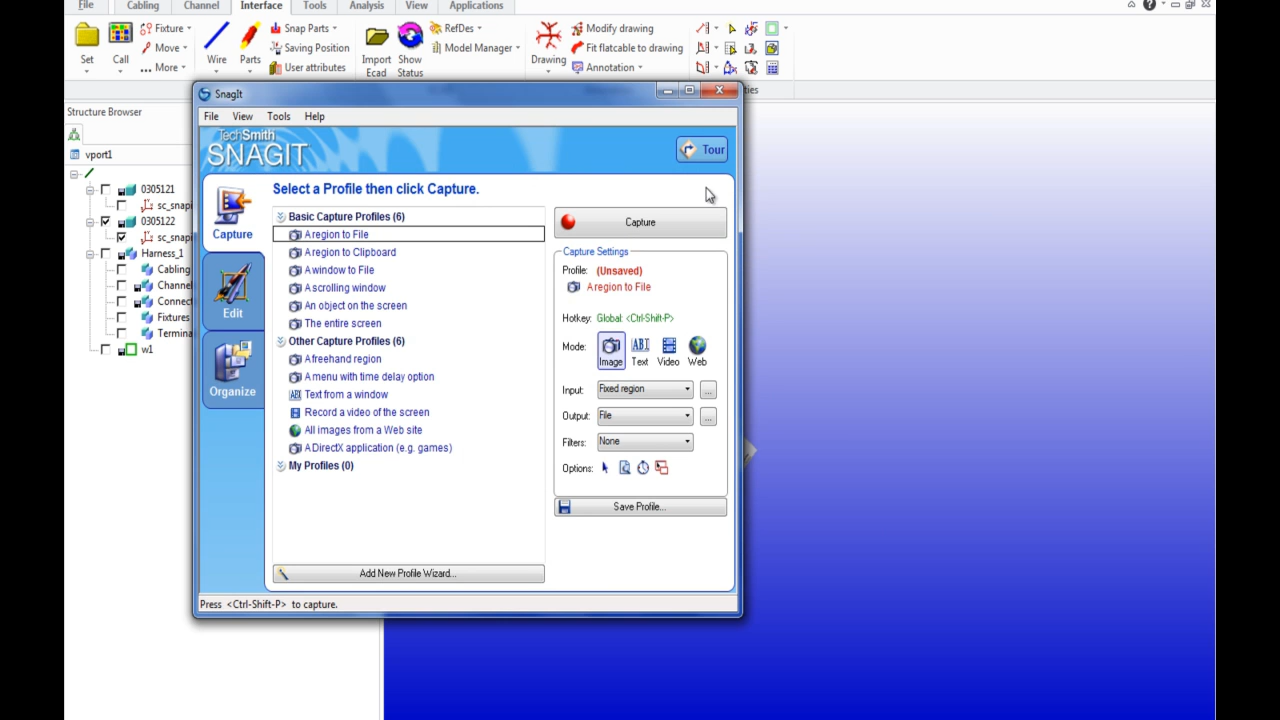 File Cabling Channel Interface Tools Analysis View Applications
Fixture Snap Parts RefDes Modify drawing
Move Saving Position Model Manager Fit flatcable to drawing
Set Call ... More Wire Parts User attributes Import Ecad Show Status Drawing Annotation
Structure Browser
vport1
0305121
sc_snapi
0305122
sc_snapi
Harness_1
Cabling
Channe
Connec
Fixtures
Termina
w1
SnagIt
File View Tools Help
TechSmith
SNAGIT
Tour
Capture
Edit
Organize
Select a Profile then click Capture.
Basic Capture Profiles (6)
A region to File
A region to Clipboard
A window to File
A scrolling window
An object on the screen
The entire screen
Other Capture Profiles (6)
A freehand region
A menu with time delay option
ABI Text from a window
Record a video of the screen
All images from a Web site
A DirectX application (e.g. games)
My Profiles (0)
Add New Profile Wizard...
Capture
Capture Settings
Profile: (Unsaved)
A region to File
Hotkey: Global: <Ctrl-Shift-P>
ABI
Mode: Image Text Video Web
Input: Fixed region ...
Output: File ...
Filters: None
Options:
Save Profile...
Press <Ctrl-Shift-P> to capture.